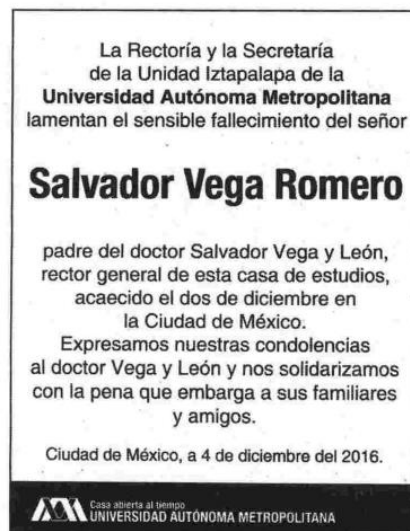 La Rectoría y la Secretaría
de la Unidad Iztapalapa de la
Universidad Autónoma Metropolitana
lamentan el sensible fallecimiento del señor
Salvador Vega Romero
padre del doctor Salvador Vega y León,
rector general de esta casa de estudios,
acaecido el dos de diciembre en
la Ciudad de México.
Expresamos nuestras condolencias
al doctor Vega y León y nos solidarizamos
con la pena que embarga a sus familiares
y amigos.
Ciudad de México, a 4 de diciembre del 2016.
Casa abierta al tiempo
UNIVERSIDAD AUTÓNOMA METROPOLITANA